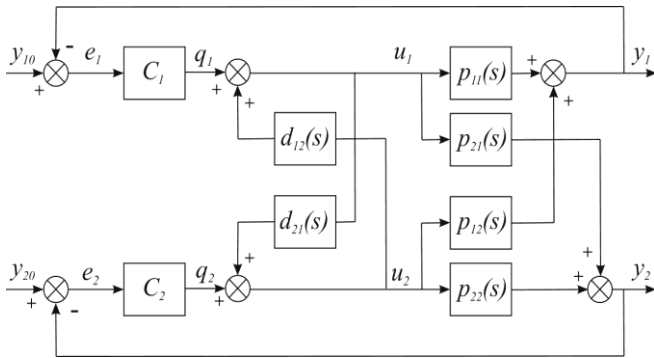 -
y₁₀ e₁ C₁ q₁ u₁ p₁₁(s) + y₁
+ + + +
d₁₂(s) p₂₁(s)
d₂₁(s) p₁₂(s)
+ +
y₂₀ e₂ C₂ q₂ u₂ p₂₂(s) + y₂
+ - +